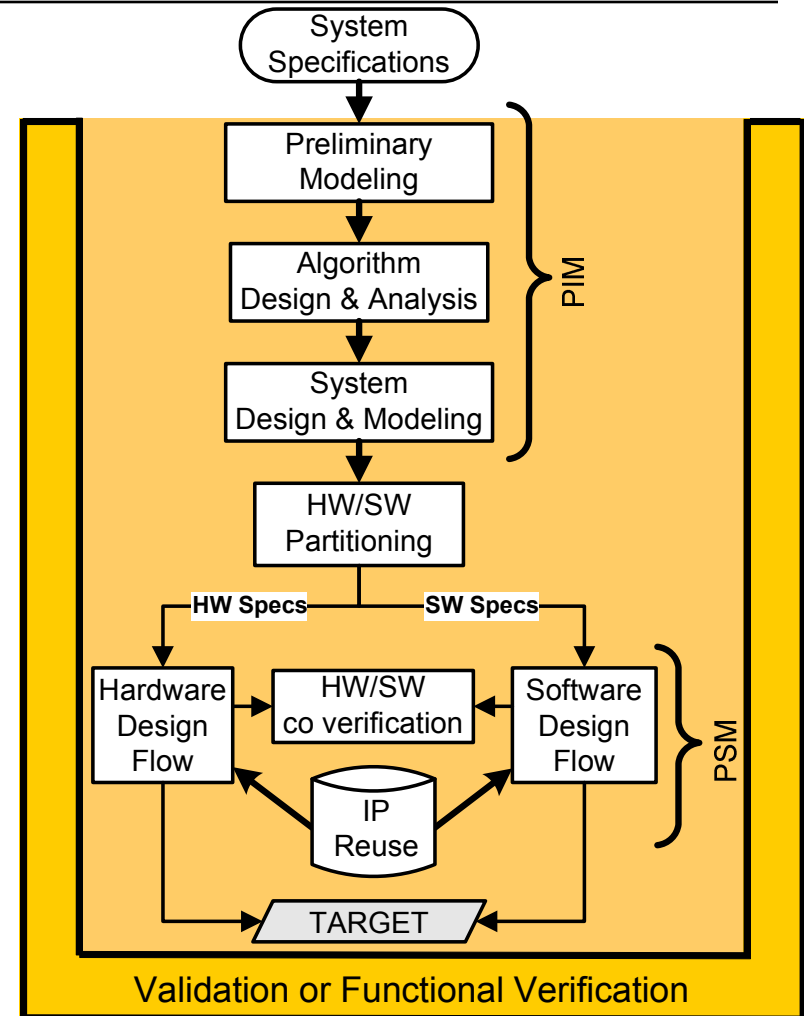 System
Specifications
Preliminary
Modeling
Algorithm
Design & Analysis
PIM
System
Design & Modeling
HW/SW
Partitioning
HW Specs
SW Specs
Hardware
Design
Flow
HW/SW
co verification
Software
Design
Flow
PSM
IP
Reuse
TARGET
Validation or Functional Verification